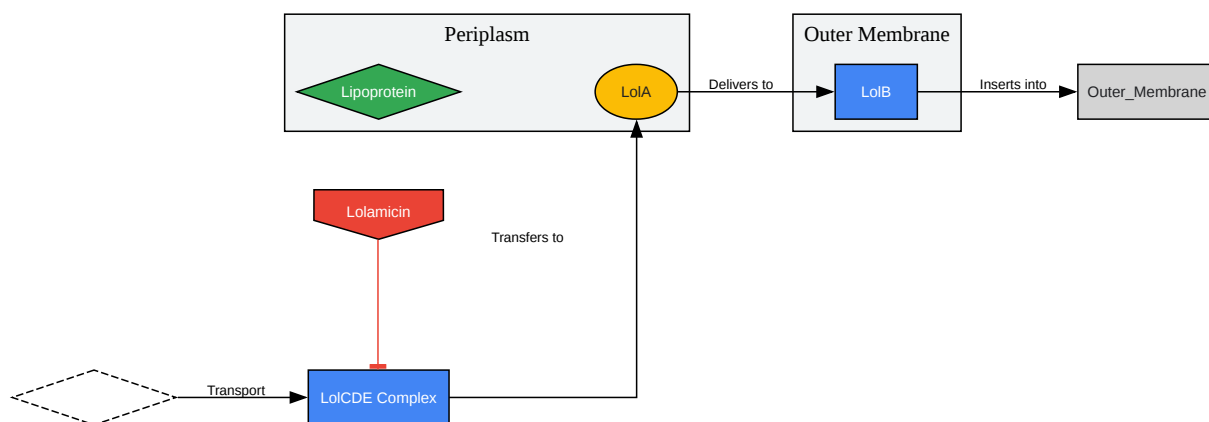 Periplasm
Outer Membrane
Lipoprotein
LolA
Delivers to
LolB
Inserts into
Outer_Membrane
Lolamicin
Transfers to
Transport
LolCDE Complex